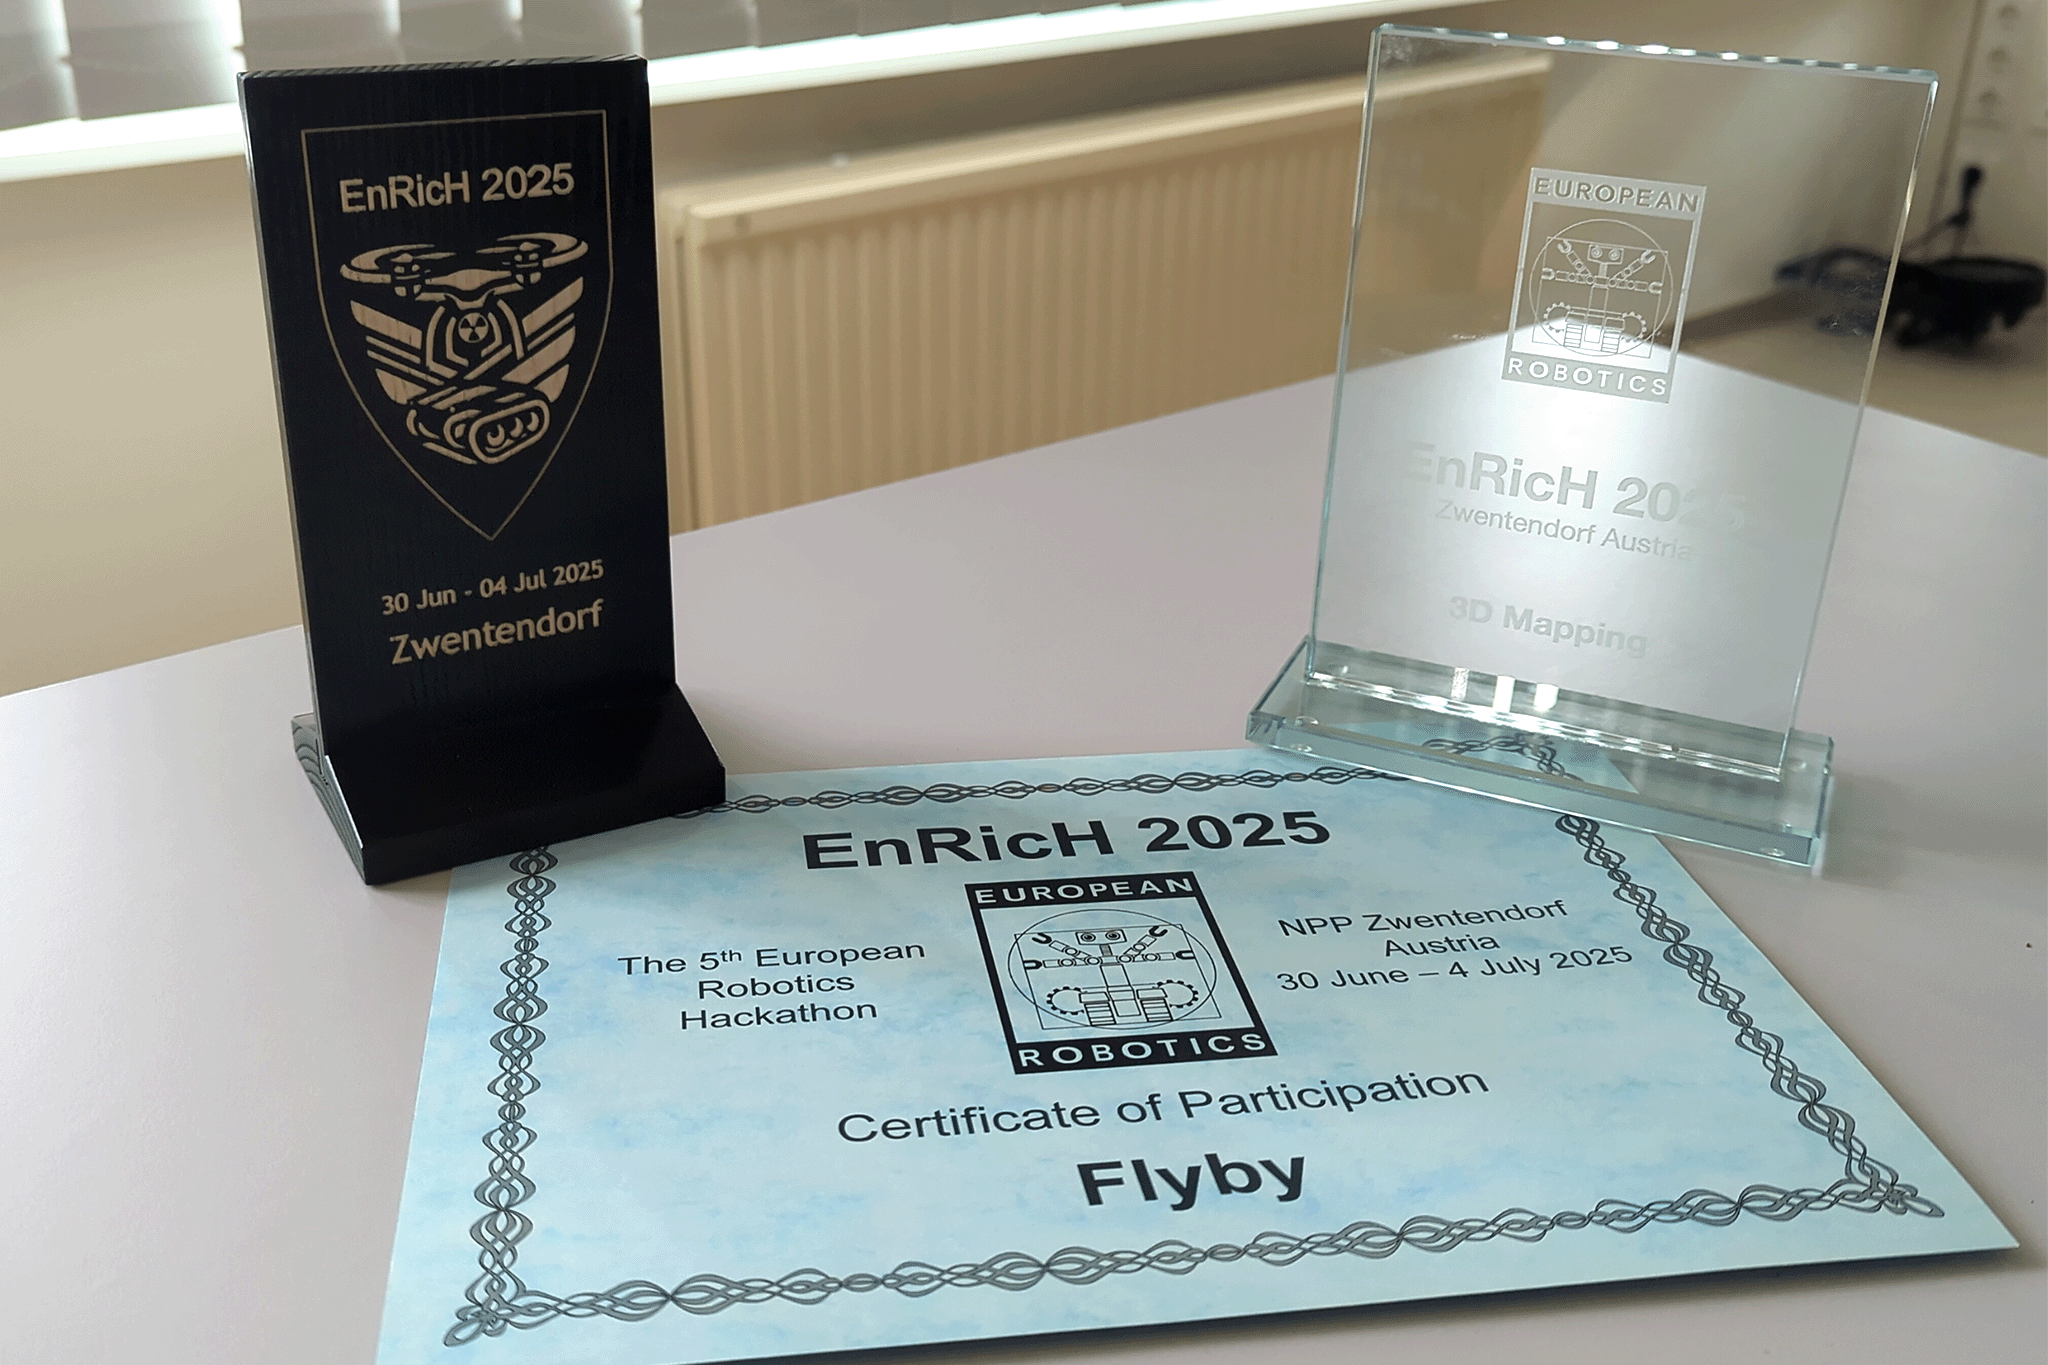 EnRicH 2025
30 Jun - 04 Jul 2025
Zwentendorf
EUROPEAN
ROBOTICS
EnRicH 2025
Zwentendorf Austria
3D Mapping
EnRicH 2025
The 5th European
Robotics
Hackathon
EUROPEAN
ROBOTICS
NPP Zwentendorf
Austria
30 June – 4 July 2025
Certificate of Participation
Flyby